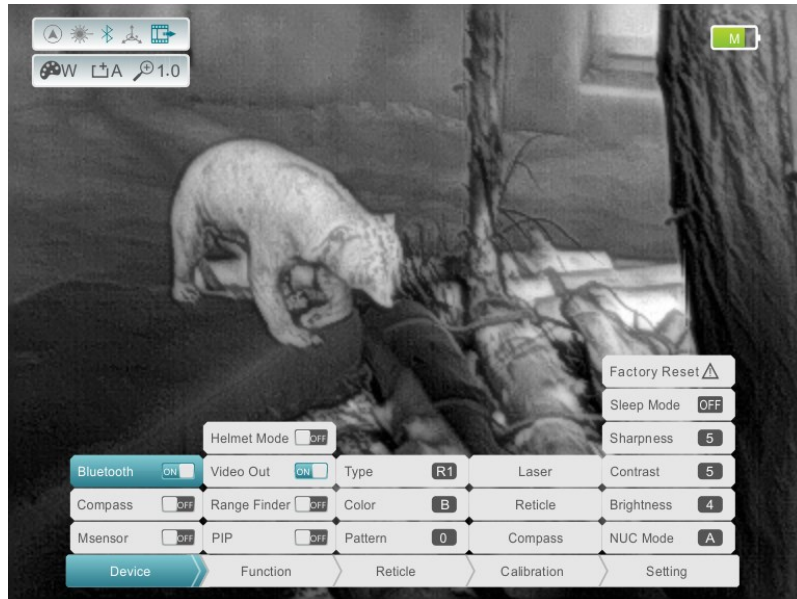 M
W A 1.0
Factory Reset
Sleep Mode OFF
Helmet Mode OFF Sharpness 5
Bluetooth ON Video Out ON Type R1 Laser Contrast 5
Compass OFF Range Finder OFF Color B Reticle Brightness 4
Msensor OFF PIP OFF Pattern 0 Compass NUC Mode A
Device Function Reticle Calibration Setting